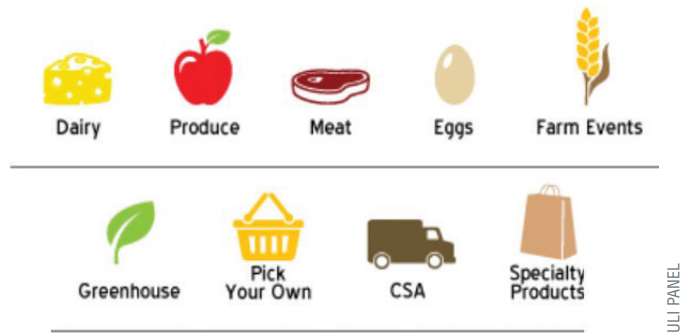 Dairy Produce Meat Eggs Farm Events
Greenhouse Pick Your Own CSA Specialty Products
ULI PANEL